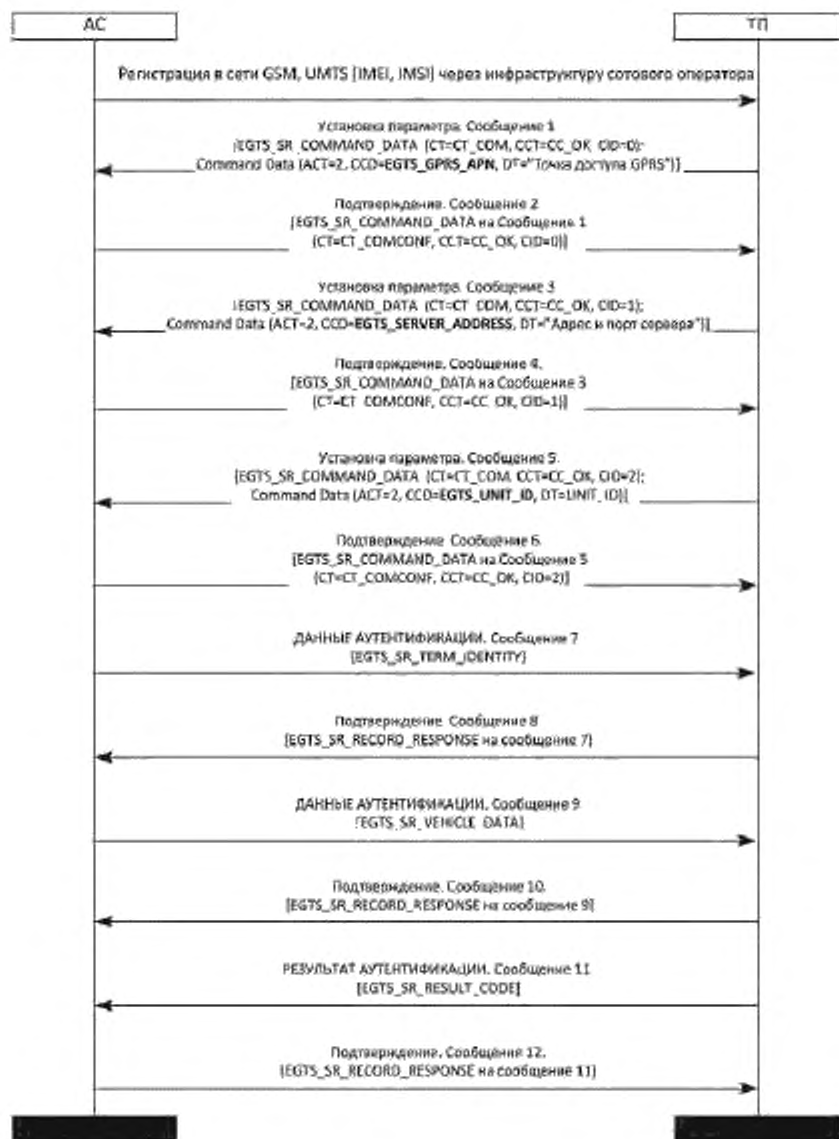 АС
ТП
Регистрация в сети GSM, UMTS [IMEI, IMSI] через инфраструктуру сотового оператора
Установка параметра. Сообщение 1
[EGTS_SR_COMMAND_DATA (CT=CT_COM, CCT=CC_OK, CID=0);
Command Data (ACT=2, CCD=EGTS_GPRS_APN, DT="Точка доступа GPRS")]
Подтверждение. Сообщение 2
[EGTS_SR_COMMAND_DATA на Сообщение 1
(CT=CT_COMCONF, CCT=CC_OK, CID=0)]
Установка параметра. Сообщение 3
[EGTS_SR_COMMAND_DATA (CT=CT_COM, CCT=CC_OK, CID=1);
Command Data (ACT=2, CCD=EGTS_SERVER_ADDRESS, DT="Адрес и порт сервера")]
Подтверждение. Сообщение 4.
[EGTS_SR_COMMAND_DATA на Сообщение 3
(CT=CT_COMCONF, CCT=CC_OK, CID=1)]
Установка параметра. Сообщение 5.
[EGTS_SR_COMMAND_DATA (CT=CT_COM, CCT=CC_OK, CID=2);
Command Data (ACT=2, CCD=EGTS_UNIT_ID, DT=UNIT_ID)]
Подтверждение. Сообщение 6.
[EGTS_SR_COMMAND_DATA на Сообщение 5
(CT=CT_COMCONF, CCT=CC_OK, CID=2)]
ДАННЫЕ АУТЕНТИФИКАЦИИ. Сообщение 7
[EGTS_SR_TERM_IDENTITY]
Подтверждение. Сообщение 8
[EGTS_SR_RECORD_RESPONSE на сообщение 7]
ДАННЫЕ АУТЕНТИФИКАЦИИ. Сообщение 9
[EGTS_SR_VEHICLE_DATA]
Подтверждение. Сообщение 10.
[EGTS_SR_RECORD_RESPONSE на сообщение 9]
РЕЗУЛЬТАТ АУТЕНТИФИКАЦИИ. Сообщение 11
[EGTS_SR_RESULT_CODE]
Подтверждение. Сообщение 12.
[EGTS_SR_RECORD_RESPONSE на сообщение 11]